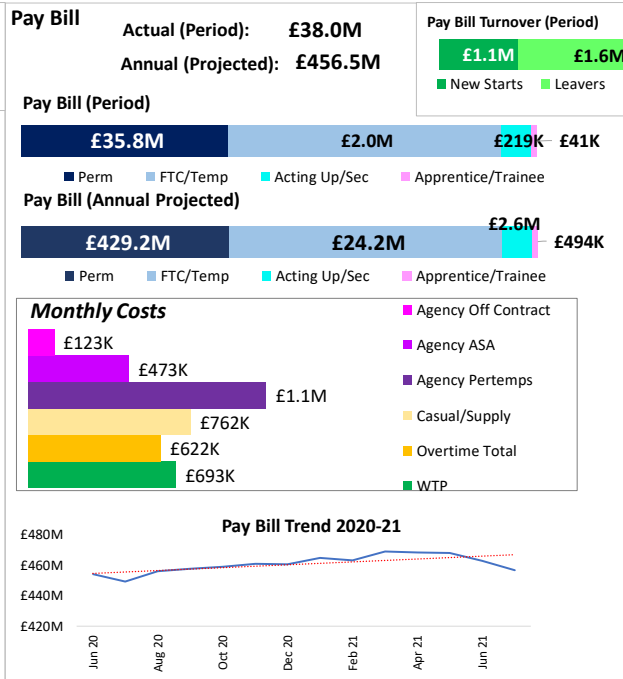 Pay Bill
Actual (Period): £38.0M
Annual (Projected): £456.5M
Pay Bill Turnover (Period)
£1.1M £1.6M
New Starts Leavers
Pay Bill (Period)
£35.8M £2.0M £219K £41K
Perm FTC/Temp Acting Up/Sec Apprentice/Trainee
Pay Bill (Annual Projected)
£429.2M £24.2M £2.6M £494K
Perm FTC/Temp Acting Up/Sec Apprentice/Trainee
Monthly Costs
£123K
£473K
£1.1M
£762K
£622K
£693K
Agency Off Contract
Agency ASA
Agency Pertemps
Casual/Supply
Overtime Total
WTP
Pay Bill Trend 2020-21
£480M
£460M
£440M
£420M
Jun 20 Aug 20 Oct 20 Dec 20 Feb 21 Apr 21 Jun 21